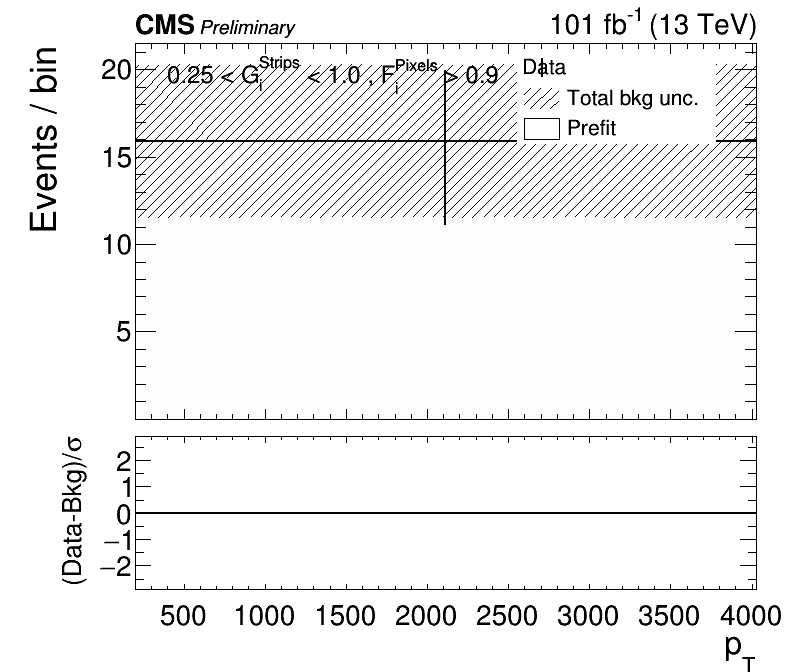 CMS Preliminary 101 fb-1 (13 TeV)
Events / bin
20
15
10
5
0.25 < GiStrips < 1.0 , FiPixels > 0.9
Data
Total bkg unc.
Prefit
(Data-Bkg)/σ
2
1
0
−1
−2
500 1000 1500 2000 2500 3000 3500 4000
pT